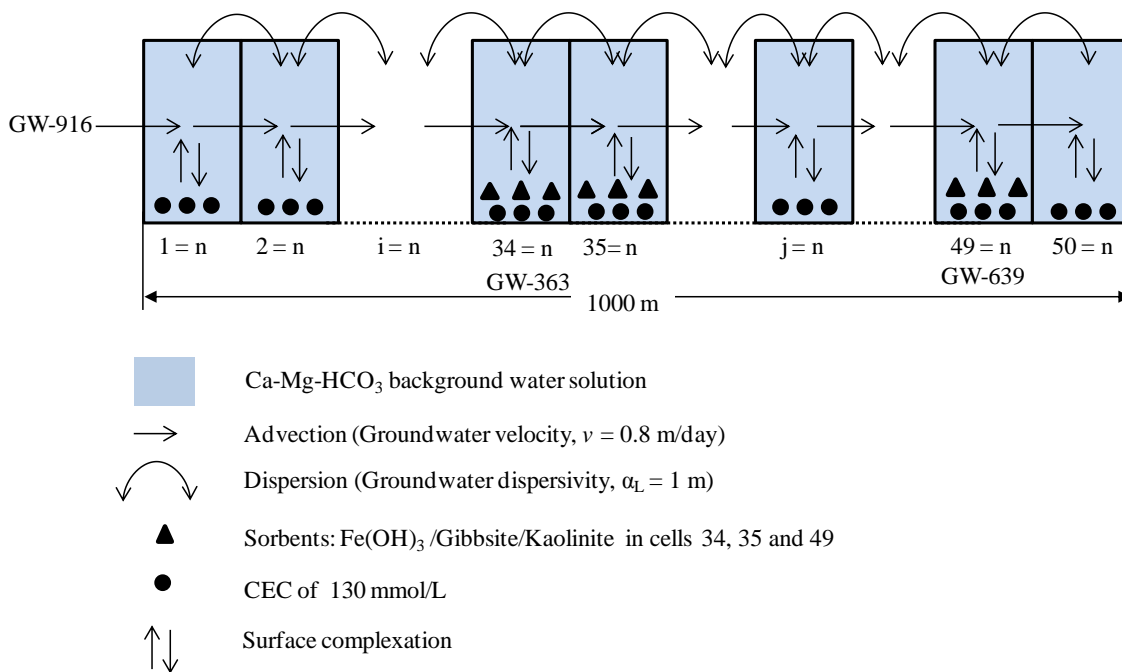 GW-916
1 = n 2 = n i = n 34 = n 35= n j = n 49 = n 50 = n
GW-363 GW-639
1000 m
Ca-Mg-HCO₃ background water solution
Advection (Groundwater velocity, v = 0.8 m/day)
Dispersion (Groundwater dispersivity, α_L = 1 m)
Sorbents: Fe(OH)₃ /Gibbsite/Kaolinite in cells 34, 35 and 49
CEC of 130 mmol/L
Surface complexation